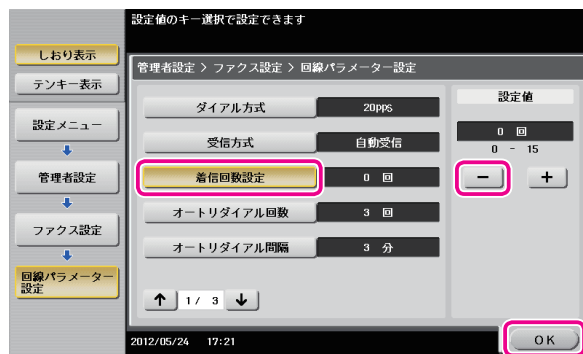 設定値のキー選択で設定できます
しおり表示
テンキー表示
設定メニュー
管理者設定
ファクス設定
回線パラメーター
設定
管理者設定 > ファクス設定 > 回線パラメーター設定
ダイアル方式 20pps
受信方式 自動受信
着信回数設定 0 回
オートリダイアル回数 3 回
オートリダイアル間隔 3 分
↑ 1/ 3 ↓
設定値
0 回
0 - 15
− +
2012/05/24 17:21
OK